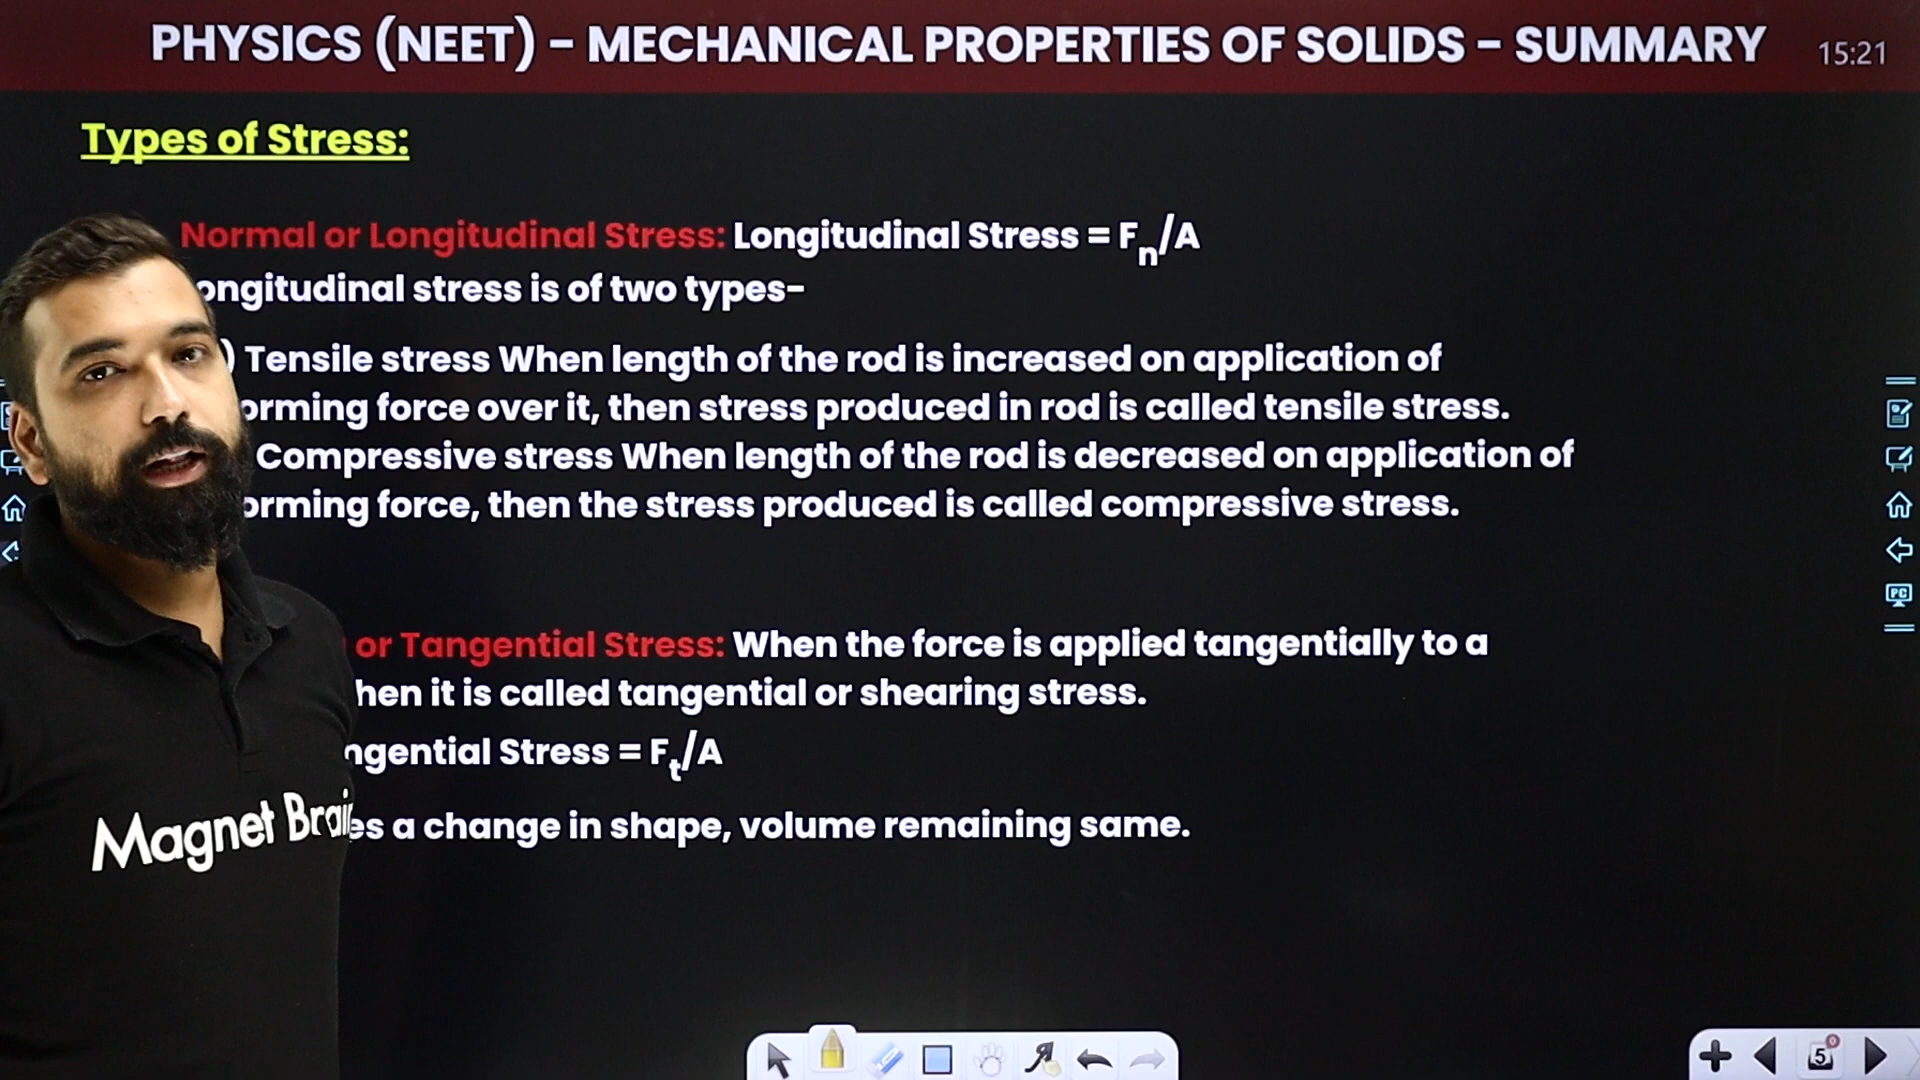 PHYSICS (NEET) – MECHANICAL PROPERTIES OF SOLIDS – SUMMARY 15:21
Types of Stress:
Normal or Longitudinal Stress: Longitudinal Stress = Fn/A
ongitudinal stress is of two types-
) Tensile stress When length of the rod is increased on application of
orming force over it, then stress produced in rod is called tensile stress.
Compressive stress When length of the rod is decreased on application of
orming force, then the stress produced is called compressive stress.
or Tangential Stress: When the force is applied tangentially to a
hen it is called tangential or shearing stress.
ngential Stress = Ft/A
es a change in shape, volume remaining same.
Magnet Brain
PC
5